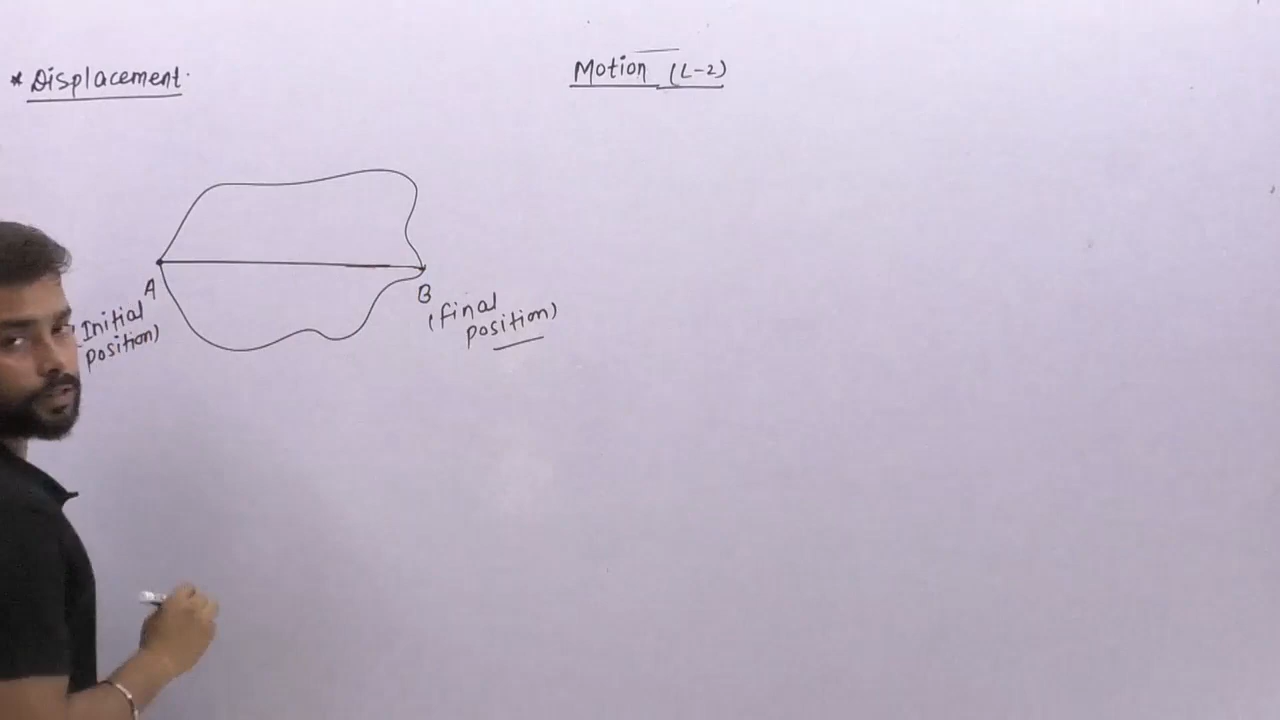 * Displacement.
Motion (L-2)
A
(Initial
position)
B
(final
position)